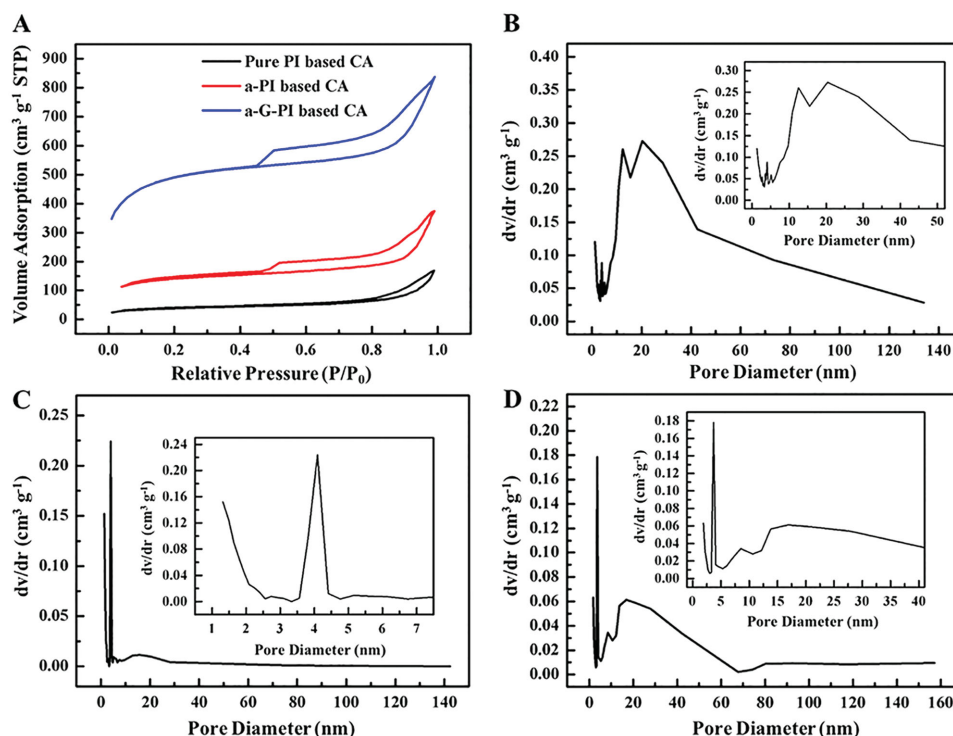 A
Volume Adsorption (cm³ g⁻¹ STP)
900
800
700
600
500
400
300
200
100
0
Pure PI based CA
a-PI based CA
a-G-PI based CA
0.0 0.2 0.4 0.6 0.8 1.0
Relative Pressure (P/P₀)
B
dv/dr (cm³ g⁻¹)
0.40
0.35
0.30
0.25
0.20
0.15
0.10
0.05
0.00
0 20 40 60 80 100 120 140
Pore Diameter (nm)
dv/dr (cm³ g⁻¹)
0.30
0.25
0.20
0.15
0.10
0.05
0.00
0 10 20 30 40 50
Pore Diameter (nm)
C
dv/dr (cm³ g⁻¹)
0.25
0.20
0.15
0.10
0.05
0.00
0 20 40 60 80 100 120 140
Pore Diameter (nm)
dv/dr (cm³ g⁻¹)
0.24
0.20
0.16
0.12
0.08
0.04
0.00
1 2 3 4 5 6 7
Pore Diameter (nm)
D
dv/dr (cm³ g⁻¹)
0.22
0.20
0.18
0.16
0.14
0.12
0.10
0.08
0.06
0.04
0.02
0.00
0 20 40 60 80 100 120 140 160
Pore Diameter (nm)
dv/dr (cm³ g⁻¹)
0.18
0.16
0.14
0.12
0.10
0.08
0.06
0.04
0.02
0.00
0 5 10 15 20 25 30 35 40
Pore Diameter (nm)